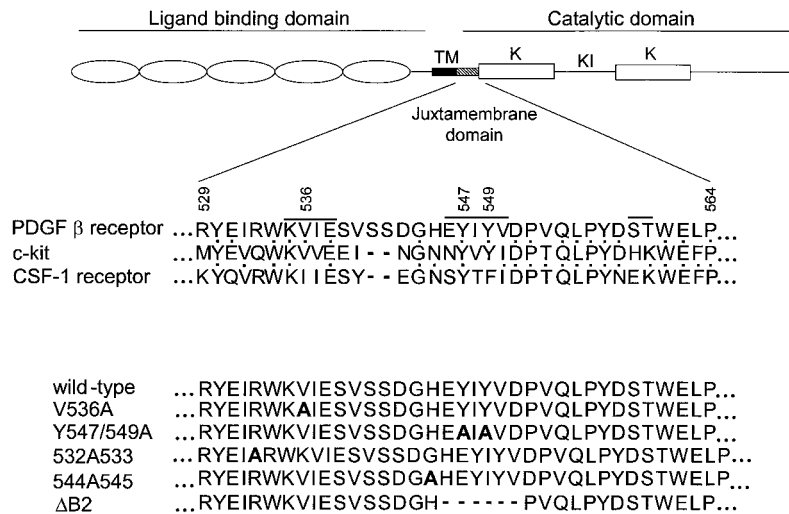 Ligand binding domain Catalytic domain
TM K KI K
Juxtamembrane
domain
529 536 547 549 564
PDGF β receptor ...RYEIRWKVIESVSSDGHEYIYVDPVQLPYDSTWELP...
c-kit ...MYEVQWKVVEEI--NGNNYVYIDPTQLPYDHKWEFP...
CSF-1 receptor ...KYQVRWKIIESY--EGNSYTFIDPTQLPYNEKWEFP...
wild-type ...RYEIRWKVIESVSSDGHEYIYVDPVQLPYDSTWELP...
V536A ...RYEIRWKAIESVSSDGHEYIYVDPVQLPYDSTWELP...
Y547/549A ...RYEIRWKVIESVSSDGHEAIAVDPVQLPYDSTWELP...
532A533 ...RYEIARWKVIESVSSDGHEYIYVDPVQLPYDSTWELP...
544A545 ...RYEIRWKVIESVSSDGAHEYIYVDPVQLPYDSTWELP...
ΔB2 ...RYEIRWKVIESVSSDGH------PVQLPYDSTWELP...